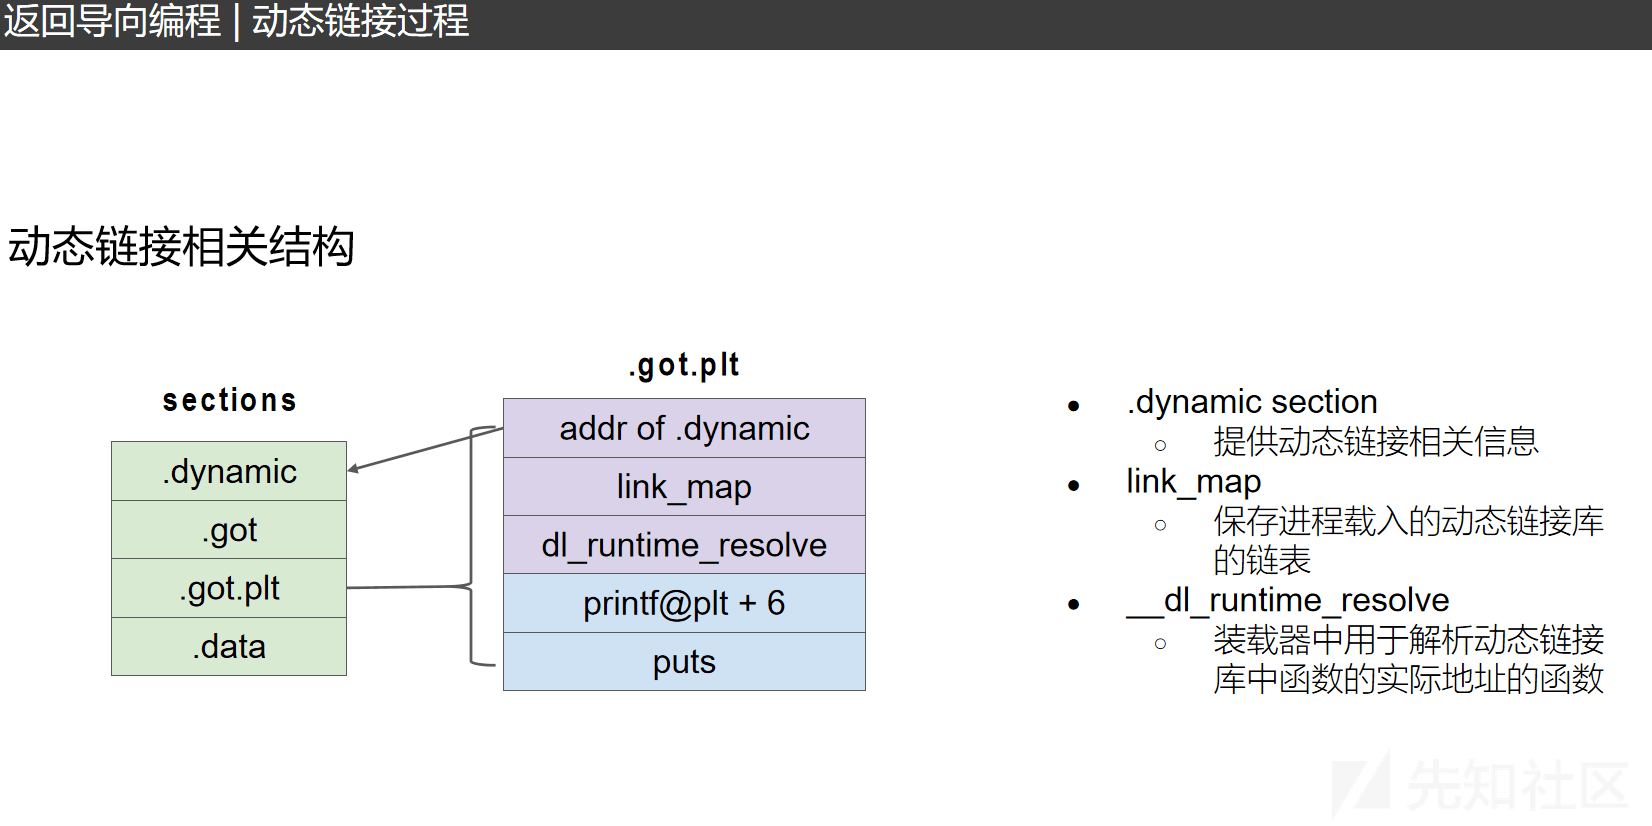 返回导向编程 | 动态链接过程
动态链接相关结构
sections
.dynamic
.got
.got.plt
.data
.got.plt
addr of .dynamic
link_map
dl_runtime_resolve
printf@plt + 6
puts
● .dynamic section
○ 提供动态链接相关信息
● link_map
○ 保存进程载入的动态链接库
的链表
● __dl_runtime_resolve
○ 装载器中用于解析动态链接
库中函数的实际地址的函数
先知社区